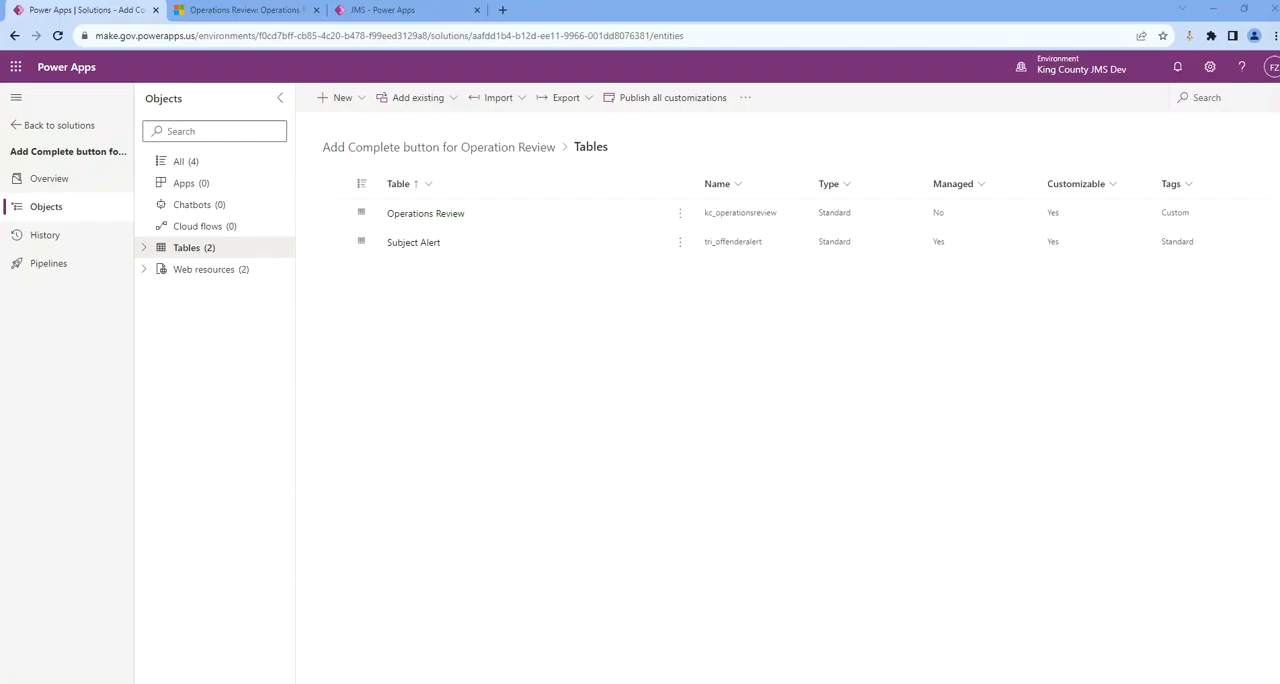 Power Apps | Solutions - Add Co
Operations Review: Operations R
JMS - Power Apps
make.gov.powerapps.us/environments/f0cd7bff-cb85-4c20-b478-f99eed3129a8/solutions/aafdd1b4-b12d-ee11-9966-001dd8076381/entities
Power Apps
Environment
King County JMS Dev
?
FZ
Objects
New
Add existing
Import
Export
Publish all customizations
Search
Back to solutions
Search
Add Complete button fo...
Add Complete button for Operation Review > Tables
All (4)
Overview
Apps (0)
Table ↑
Name
Type
Managed
Customizable
Tags
Objects
Chatbots (0)
Operations Review
kc_operationsreview
Standard
No
Yes
Custom
History
Cloud flows (0)
Tables (2)
Subject Alert
tri_offenderalert
Standard
Yes
Yes
Standard
Pipelines
Web resources (2)